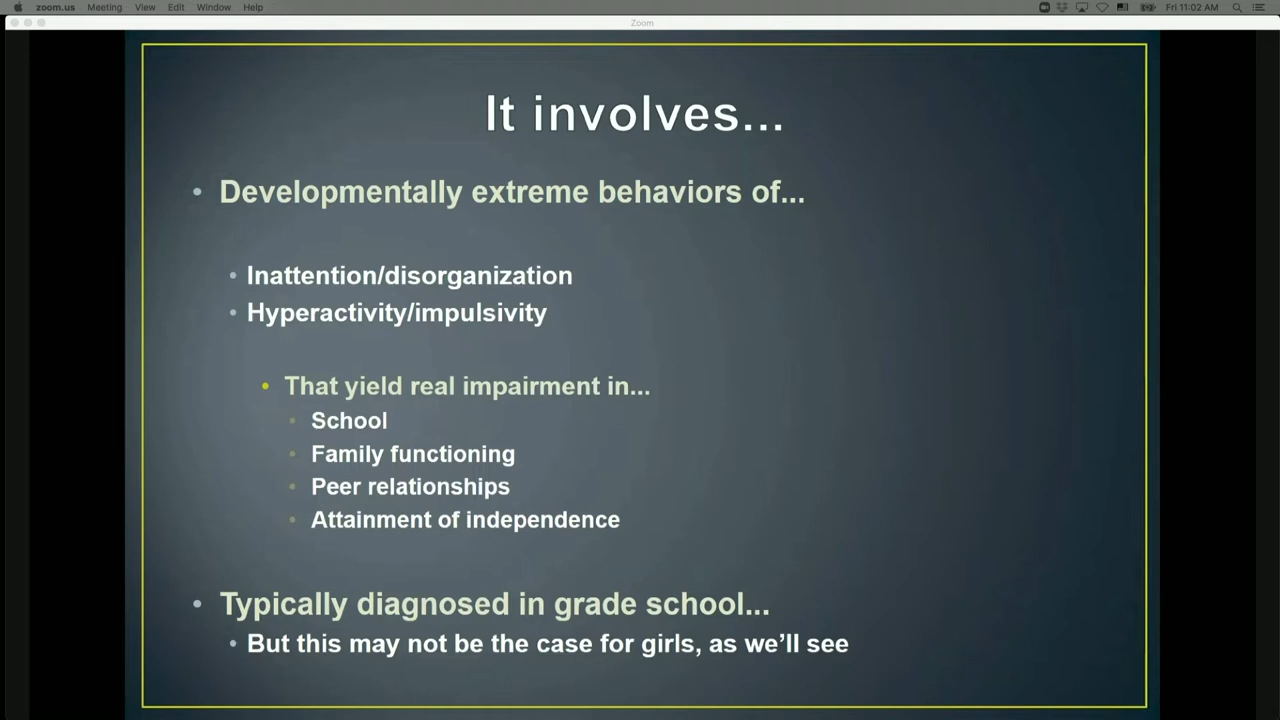 zoom.us Meeting View Edit Window Help Fri 11:02 AM
Zoom
It involves...
• Developmentally extreme behaviors of...
• Inattention/disorganization
• Hyperactivity/impulsivity
• That yield real impairment in...
• School
• Family functioning
• Peer relationships
• Attainment of independence
• Typically diagnosed in grade school...
• But this may not be the case for girls, as we’ll see